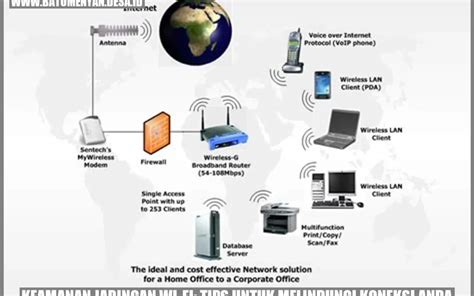 WWW.BATUMENYAN.DESA.ID
Internet
Antenna
Voice over Internet
Protocol (VoIP phone)
Wireless LAN
Client (PDA)
Wireless LAN
Client
Sentech's
MyWireless
Modem
Firewall
Wireless-G
Broadband Router
(54-108Mbps)
Wireless LAN
Client
Single Access
Point with up
to 253 Clients
Multifunction
Print/Copy/
Scan/Fax
Database
Server
The ideal and cost effective Network solution
for a Home Office to a Corporate Office
KEAMANAN JARINGAN WI-FI: TIPS UNTUK MELINDUNGI KONEKSI ANDA